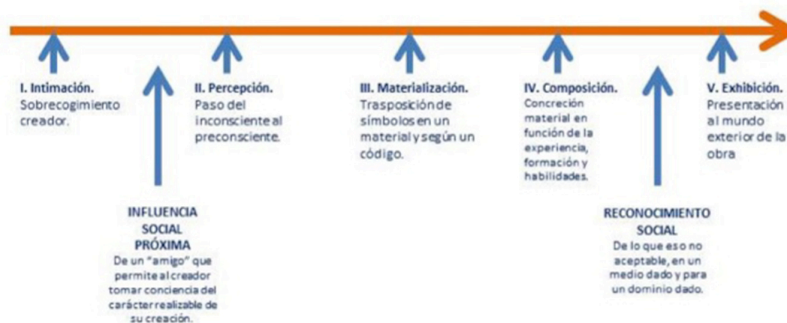 I. Intimación.
Sobrecogimiento
creador.
II. Percepción.
Paso del
inconsciente al
preconsciente.
III. Materialización.
Trasposición de
símbolos en un
material y según un
código.
IV. Composición.
Concreción
material en
función de la
experiencia,
formación y
habilidades.
V. Exhibición.
Presentación
al mundo
exterior de la
obra
INFLUENCIA
SOCIAL
PRÓXIMA
De un "amigo" que
permite al creador
tomar conciencia del
carácter realizable de
su creación.
RECONOCIMIENTO
SOCIAL
De lo que es o no
aceptable, en un
medio dado y para
un dominio dado.